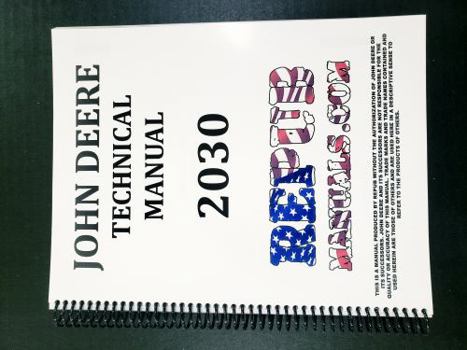 JOHN DEERE
TECHNICAL
MANUAL
2030
REPUB
MANUALS.COM
THIS IS A MANUAL PRODUCED BY REPUB WITHOUT THE AUTHORIZATION OF JOHN DEERE OR
ITS SUCCESSORS. JOHN DEERE AND ITS SUCCESSORS ARE NOT RESPONSIBLE FOR THE
QUALITY OR ACCURACY OF THIS MANUAL. TRADE MARKS AND TRADE NAMES CONTAINED AND
USED HEREIN ARE THOSE OF OTHERS AND ARE USED HERE IN A DESCRIPTIVE SENSE TO
REFER TO THE PRODUCTS OF OTHERS.